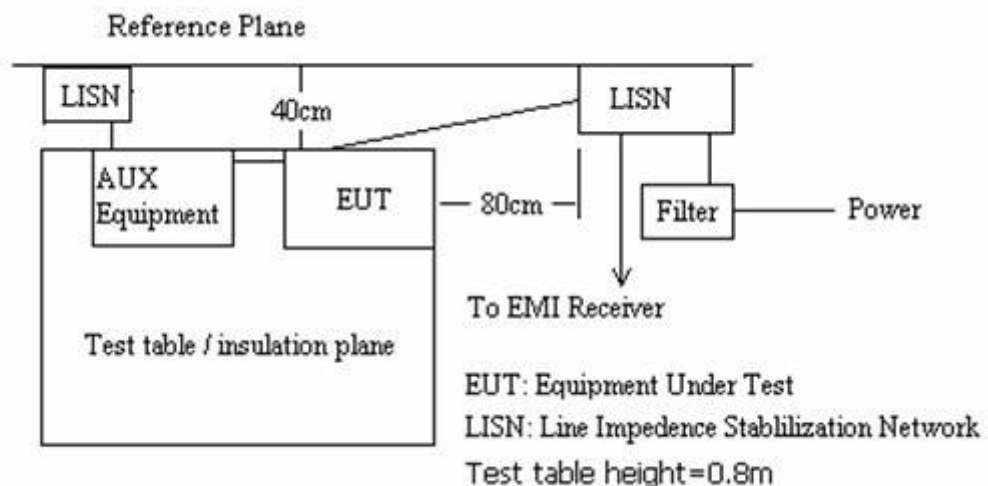 Reference Plane
LISN
40cm
LISN
AUX
Equipment
EUT
80cm
Filter
Power
To EMI Receiver
Test table / insulation plane
EUT: Equipment Under Test
LISN: Line Impedence Stablilization Network
Test table height=0.8m